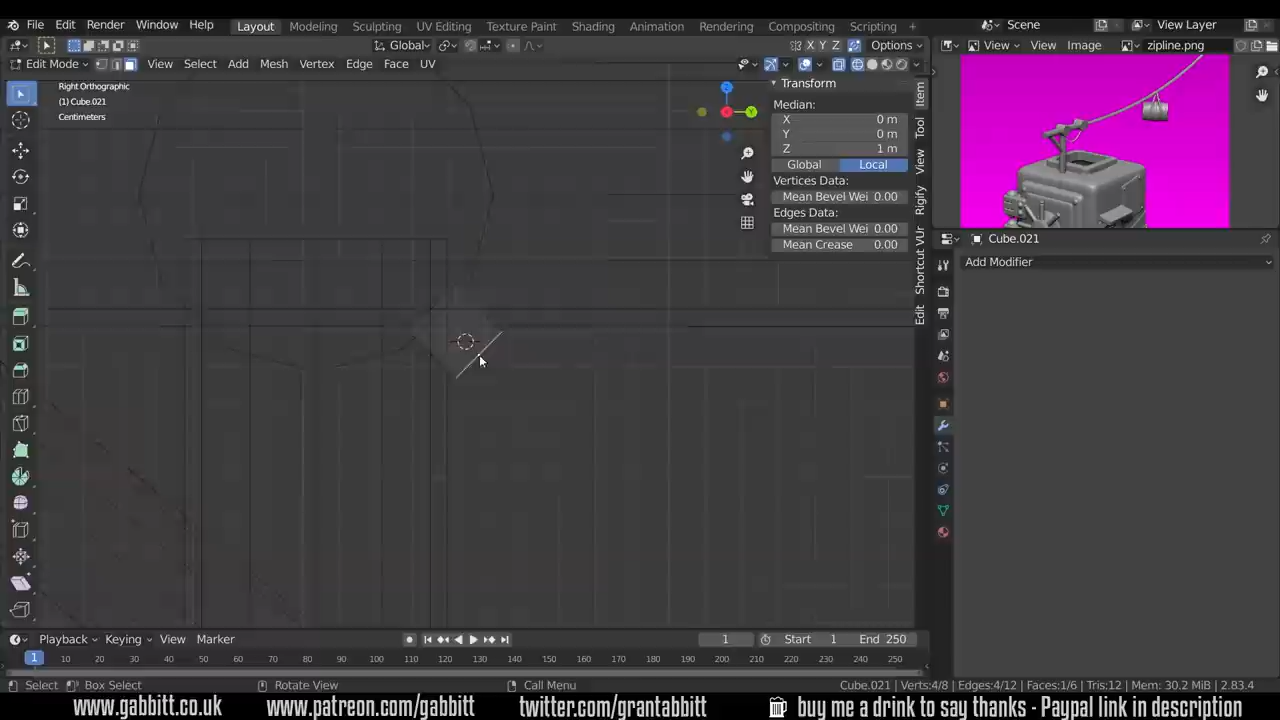 File Edit Render Window Help Layout Modeling Sculpting UV Editing Texture Paint Shading Animation Rendering Compositing Scripting + Scene View Layer
Global Options View View Image zipline.png
X Y Z
Edit Mode View Select Add Mesh Vertex Edge Face UV
Right Orthographic
(1) Cube.021
Centimeters
Z
Y
Transform
Median:
X 0 m
Y 0 m
Z 1 m
Global Local
Vertices Data:
Mean Bevel Wei 0.00
Edges Data:
Mean Bevel Wei 0.00
Mean Crease 0.00
Item
Tool
View
Rigify
Shortcut VUr
Edit
Cube.021
Add Modifier
Playback Keying View Marker 1 Start 1 End 250
1 10 20 30 40 50 60 70 80 90 100 110 120 130 140 150 160 170 180 190 200 210 220 230 240 250
Select Box Select Rotate View Call Menu Cube.021 | Verts:4/8 | Edges:4/12 | Faces:1/6 | Tris:12 | Mem: 30.2 MiB | 2.83.4
www.gabbitt.co.uk www.patreon.com/gabbitt twitter.com/grantabbitt buy me a drink to say thanks - Paypal link in description